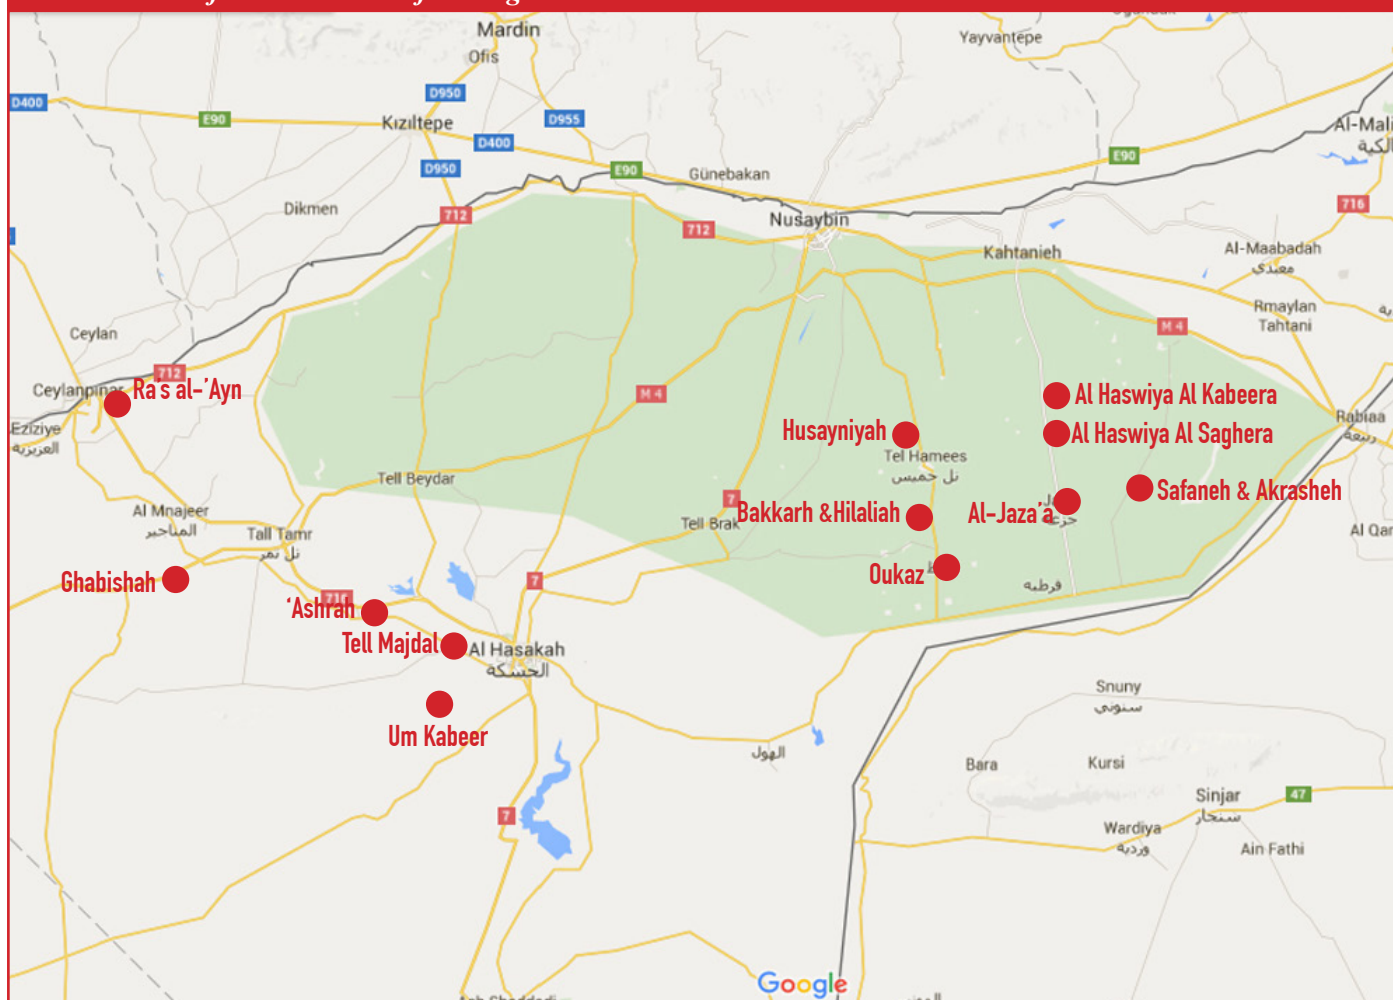 Mardin
Ofis
Yayvantepe
D400
D950
E90
Kızıltepe
D955
D400
D950
E90
E90
Al-Mali
Günebakan
Dikmen
712
712
Nusaybin
716
Kahtanieh
Al-Maabadah
معبدي
Rmaylan
Tahtani
M 4
Ceylan
712
Ceylanpınar
Ra's al-'Ayn
Eziziye
العزيزية
M 4
Al Haswiya Al Kabeera
Al Haswiya Al Saghera
Rabiaa
ربيعة
Husayniyah
Tel Hamees
تل حميس
Tell Beydar
7
Safaneh & Akrasheh
Al Mnajeer
المناجير
Tell Brak
Bakkarh &Hilaliah
Al-Jaza'a
Al Qar
Tall Tamr
تل تمر
Ghabishah
Oukaz
7
716
'Ashrah
Tell Majdal
Al Hasakah
الحسكة
Um Kabeer
Snuny
سنوني
الهول
Bara
Kursi
Sinjar
سنجار
47
7
Wardiya
وردية
Ain Fathi
Google